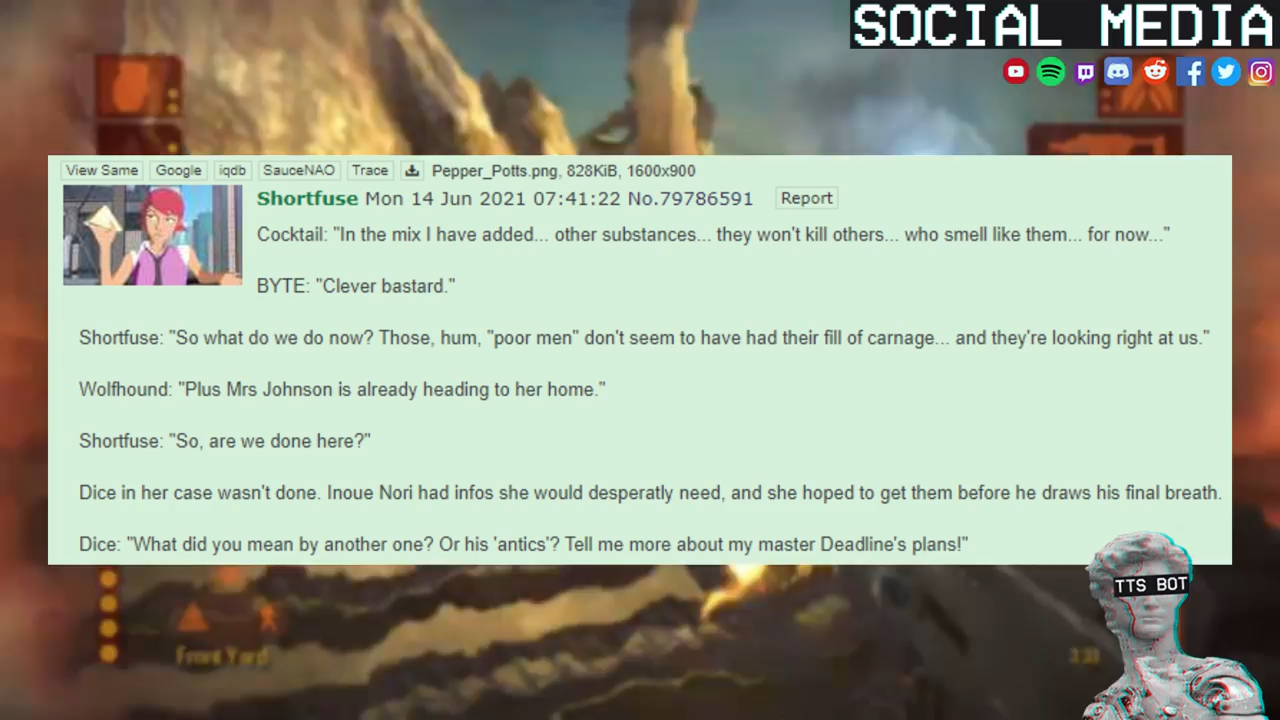 SOCIAL MEDIA
View Same Google iqdb SauceNAO Trace Pepper_Potts.png, 828KiB, 1600x900
Shortfuse Mon 14 Jun 2021 07:41:22 No.79786591 Report
Cocktail: "In the mix I have added... other substances... they won't kill others... who smell like them... for now..."
BYTE: "Clever bastard."
Shortfuse: "So what do we do now? Those, hum, "poor men" don't seem to have had their fill of carnage... and they're looking right at us."
Wolfhound: "Plus Mrs Johnson is already heading to her home."
Shortfuse: "So, are we done here?"
Dice in her case wasn't done. Inoue Nori had infos she would desperatly need, and she hoped to get them before he draws his final breath.
Dice: "What did you mean by another one? Or his 'antics'? Tell me more about my master Deadline's plans!"
TTS BOT
Front Yard